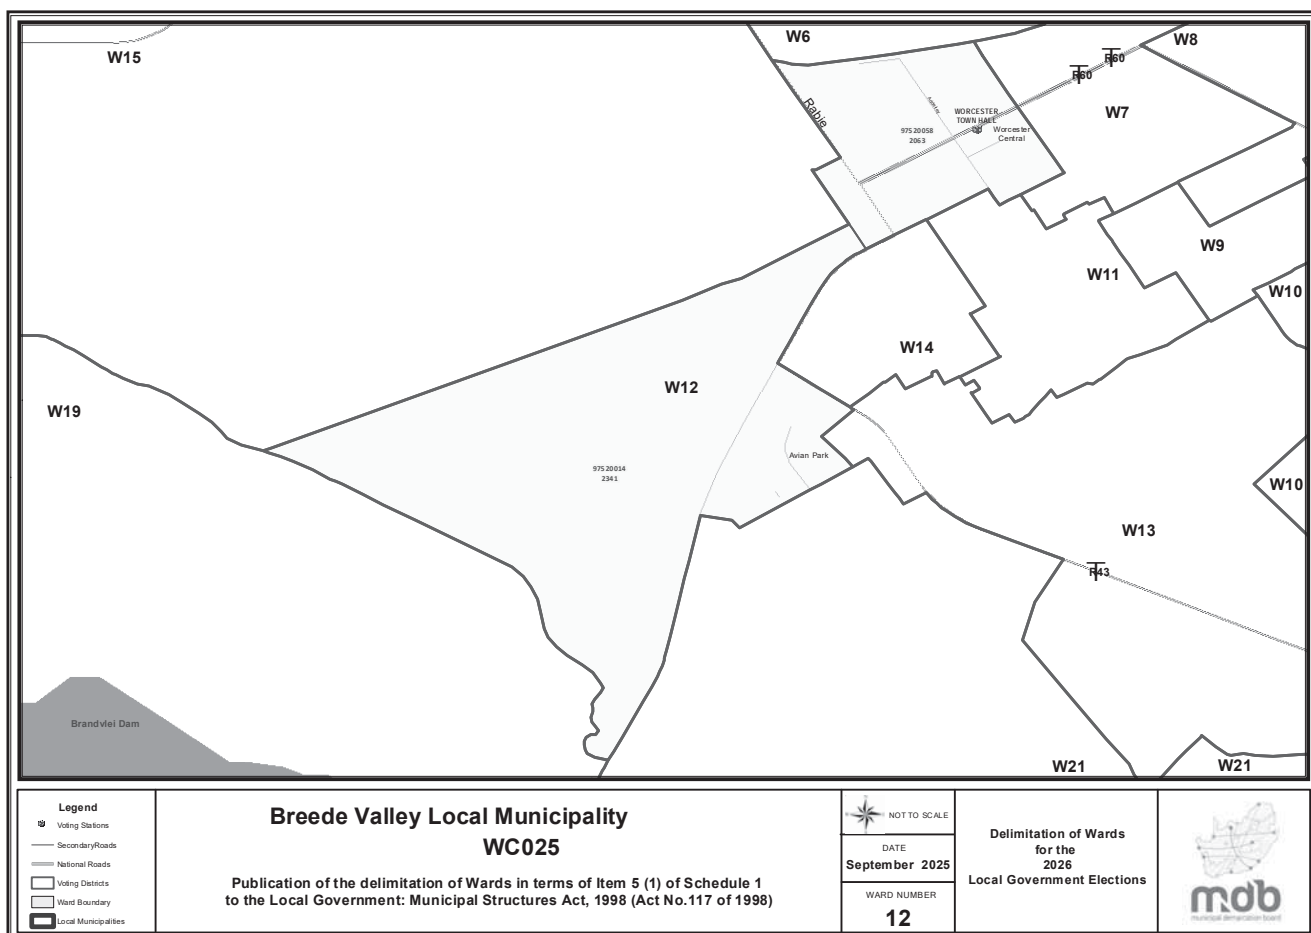 W15
W6
W8
R60
R60
Rable
Aarler
WORCESTER
TOWN HALL
W7
97520058
2063
Worcester
Central
W9
W11
W10
W14
W12
W19
Avian Park
97520014
2341
W10
W13
R43
Brandvlei Dam
W21
W21
Legend
Voting Stations
SecondaryRoads
National Roads
Voting Districts
Ward Boundary
Local Municipalities
Breede Valley Local Municipality
WC025
Publication of the delimitation of Wards in terms of Item 5 (1) of Schedule 1
to the Local Government: Municipal Structures Act, 1998 (Act No.117 of 1998)
NOT TO SCALE
DATE
September 2025
WARD NUMBER
12
Delimitation of Wards
for the
2026
Local Government Elections
mdb
municipal demarcation board